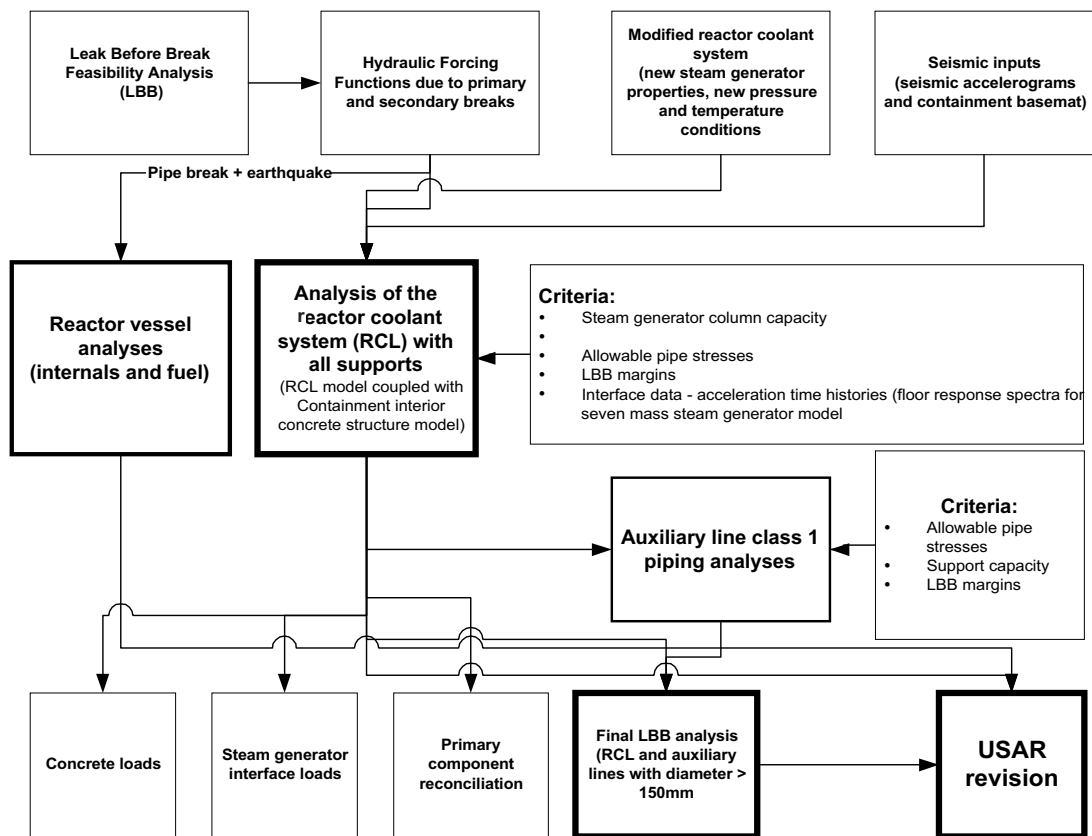 Leak Before Break
Feasibility Analysis
(LBB)
Hydraulic Forcing
Functions due to primary
and secondary breaks
Modified reactor coolant
system
(new steam generator
properties, new pressure
and temperature
conditions
Seismic inputs
(seismic accelerograms
and containment basemat)
Pipe break + earthquake
Reactor vessel
analyses
(internals and fuel)
Analysis of the
reactor coolant
system (RCL) with
all supports
(RCL model coupled with
Containment interior
concrete structure model)
Criteria:
• Steam generator column capacity
•
• Allowable pipe stresses
• LBB margins
• Interface data - acceleration time histories (floor response spectra for
seven mass steam generator model
Auxiliary line class 1
piping analyses
Criteria:
• Allowable pipe
stresses
• Support capacity
• LBB margins
Concrete loads
Steam generator
interface loads
Primary
component
reconciliation
Final LBB analysis
(RCL and auxiliary
lines with diameter >
150mm
USAR
revision